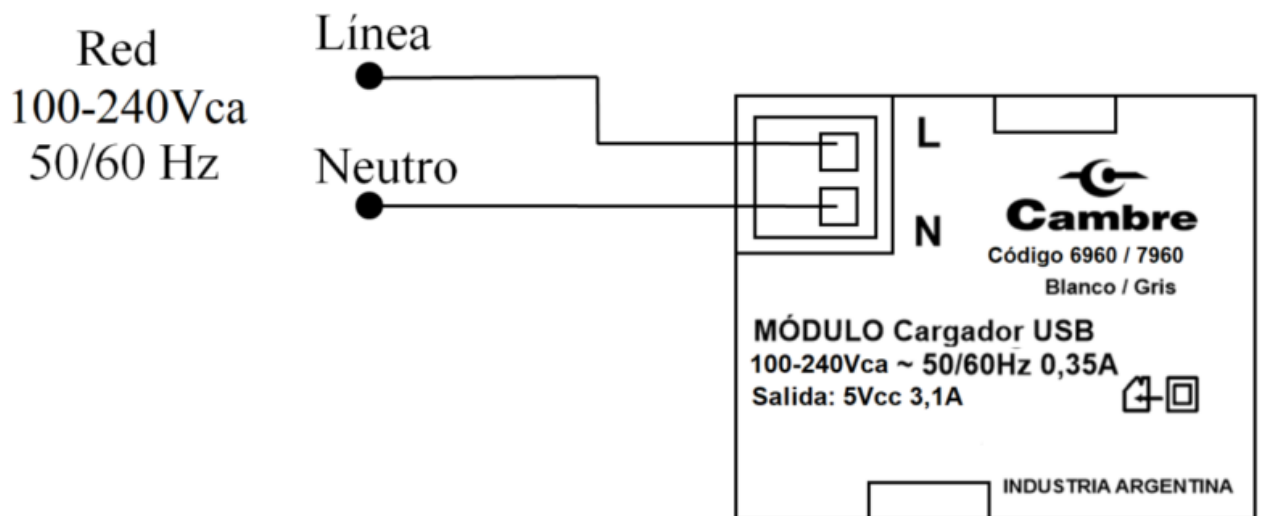 Red
100-240Vca
50/60 Hz
Línea
Neutro
L
N
Cambre
Código 6960 / 7960
Blanco / Gris
MÓDULO Cargador USB
100-240Vca ~ 50/60Hz 0,35A
Salida: 5Vcc 3,1A
INDUSTRIA ARGENTINA